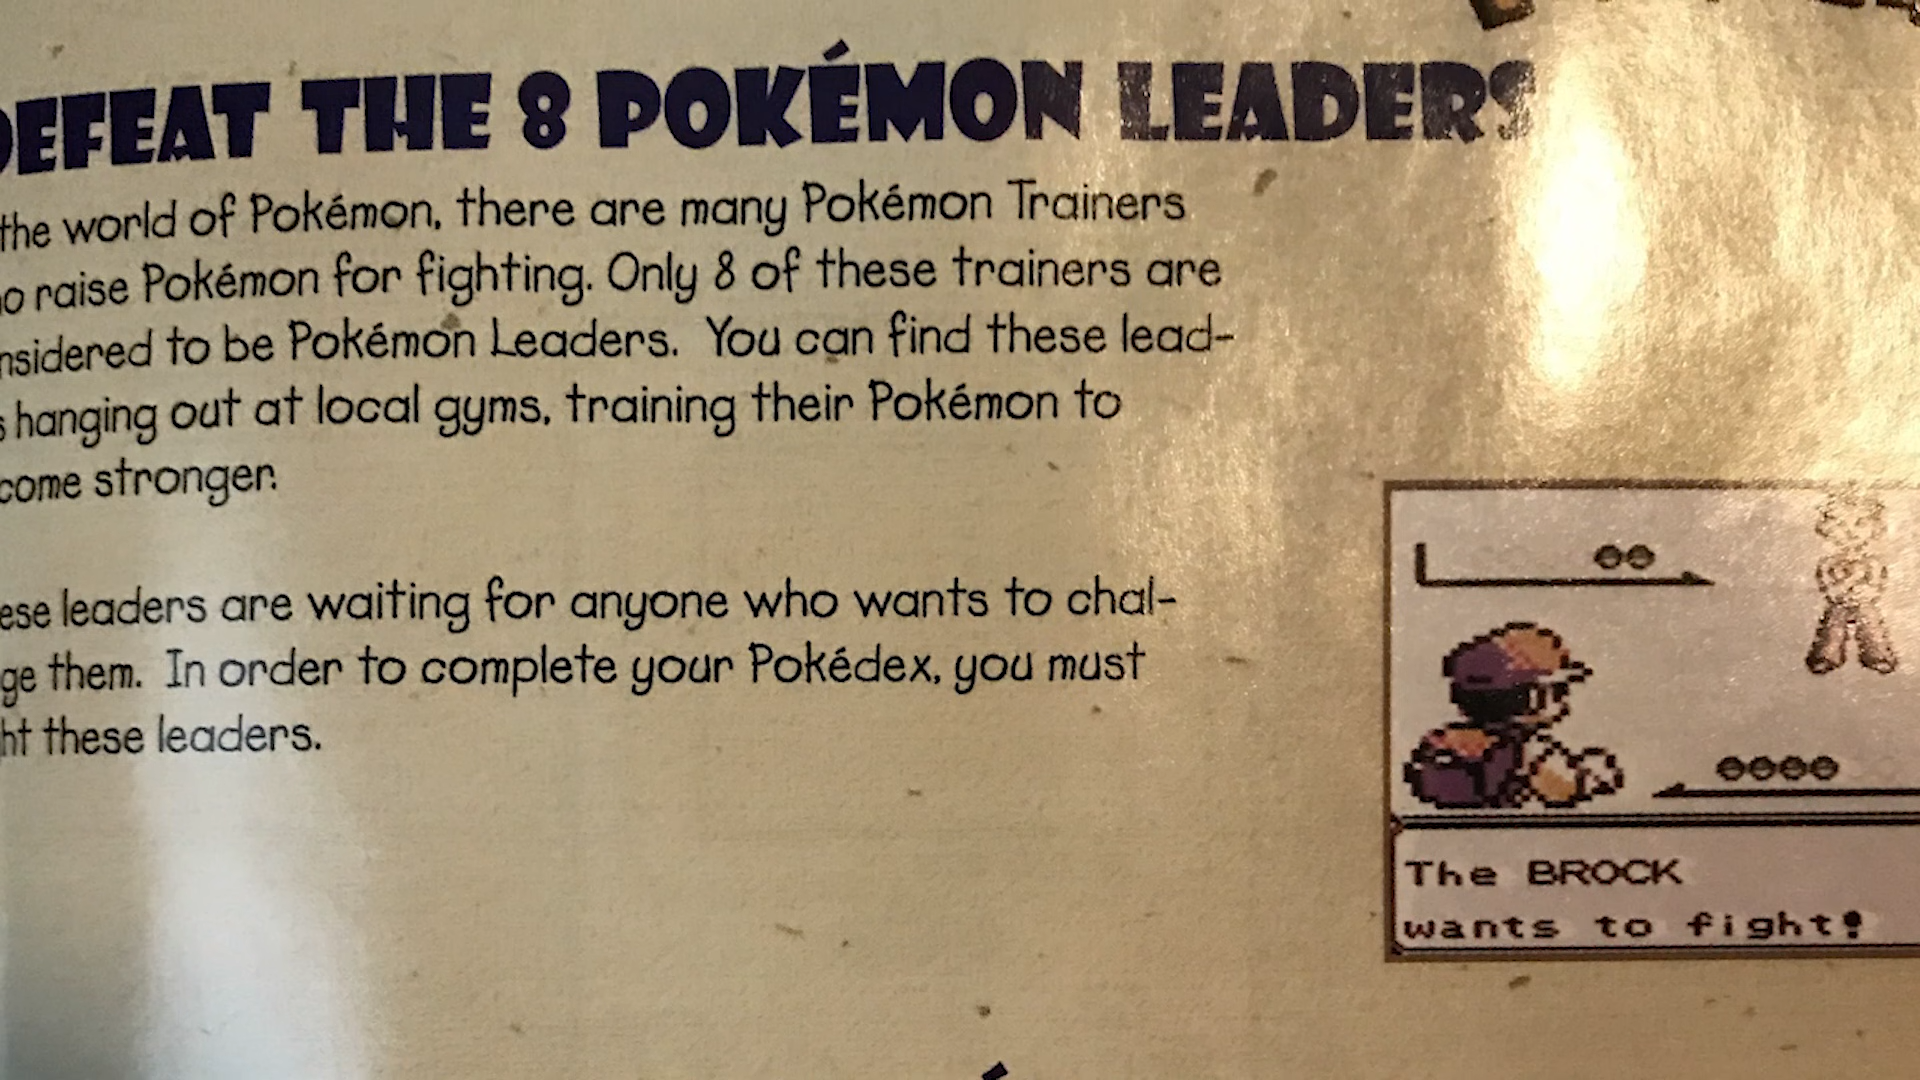 DEFEAT THE 8 POKÉMON LEADERS
the world of Pokémon, there are many Pokémon Trainers
o raise Pokémon for fighting. Only 8 of these trainers are
nsidered to be Pokémon Leaders. You can find these lead-
s hanging out at local gyms, training their Pokémon to
come stronger.
ese leaders are waiting for anyone who wants to chal-
ge them. In order to complete your Pokédex, you must
ht these leaders.
The BROCK
wants to fight!